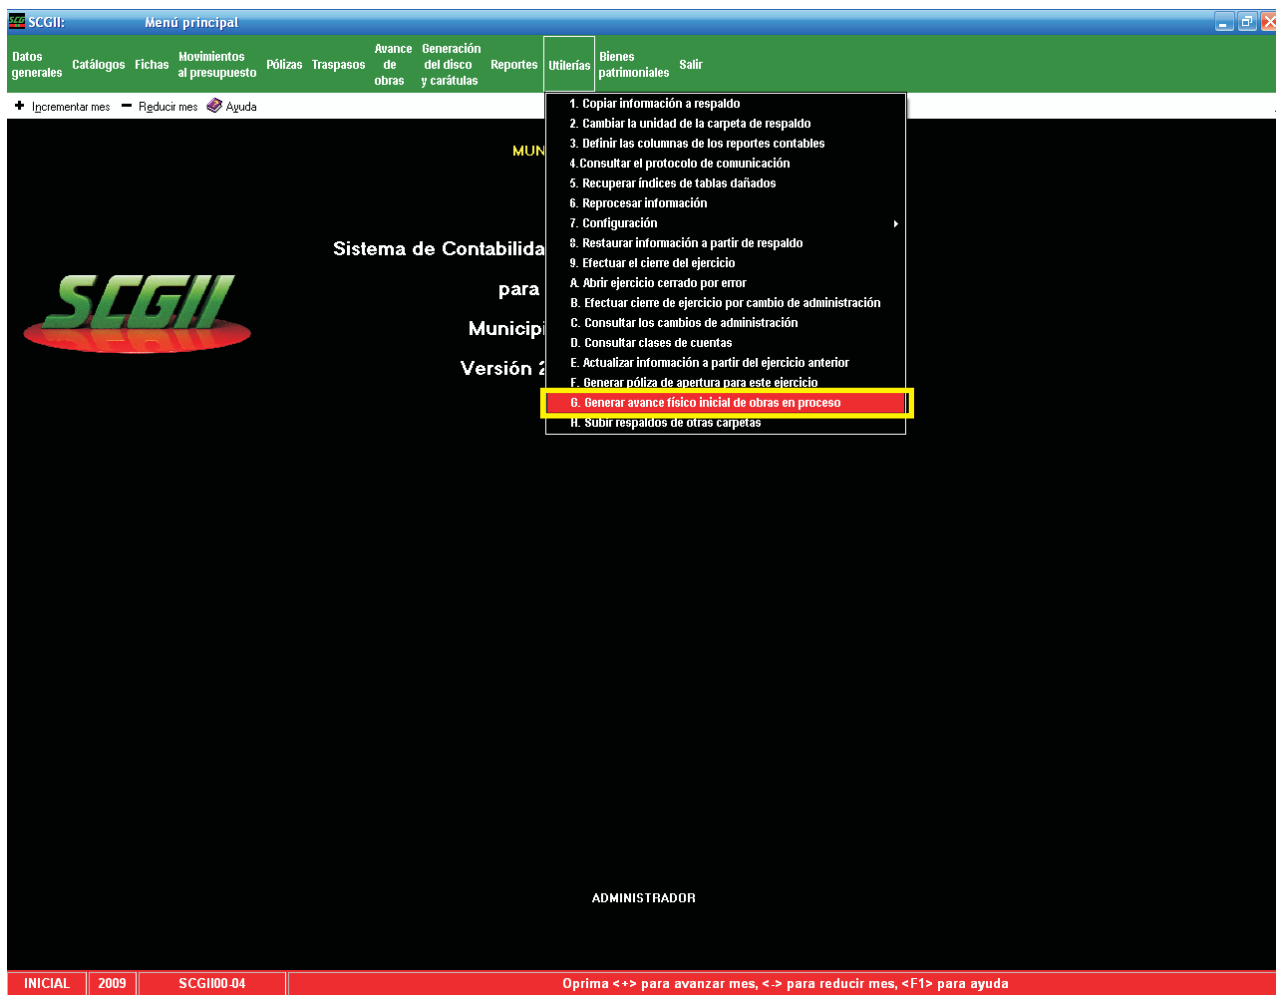 SCG SCGII: Menú principal
Datos generales
Catálogos
Fichas
Movimientos al presupuesto
Pólizas
Traspasos
Avance de obras
Generación del disco y carátulas
Reportes
Utilerías
Bienes patrimoniales
Salir
+ Incrementar mes − Reducir mes Ayuda
1. Copiar información a respaldo
2. Cambiar la unidad de la carpeta de respaldo
3. Definir las columnas de los reportes contables
4.Consultar el protocolo de comunicación
5. Recuperar índices de tablas dañados
6. Reprocesar información
7. Configuración
8. Restaurar información a partir de respaldo
9. Efectuar el cierre del ejercicio
A. Abrir ejercicio cerrado por error
B. Efectuar cierre de ejercicio por cambio de administración
C. Consultar los cambios de administración
D. Consultar clases de cuentas
E. Actualizar información a partir del ejercicio anterior
F. Generar póliza de apertura para este ejercicio
G. Generar avance físico inicial de obras en proceso
H. Subir respaldos de otras carpetas
MUN
Sistema de Contabilida
para
Municipi
Versión 2
SCGII
ADMINISTRADOR
INICIAL 2009 SCGII00-04 Oprima <+> para avanzar mes, <-> para reducir mes, <F1> para ayuda